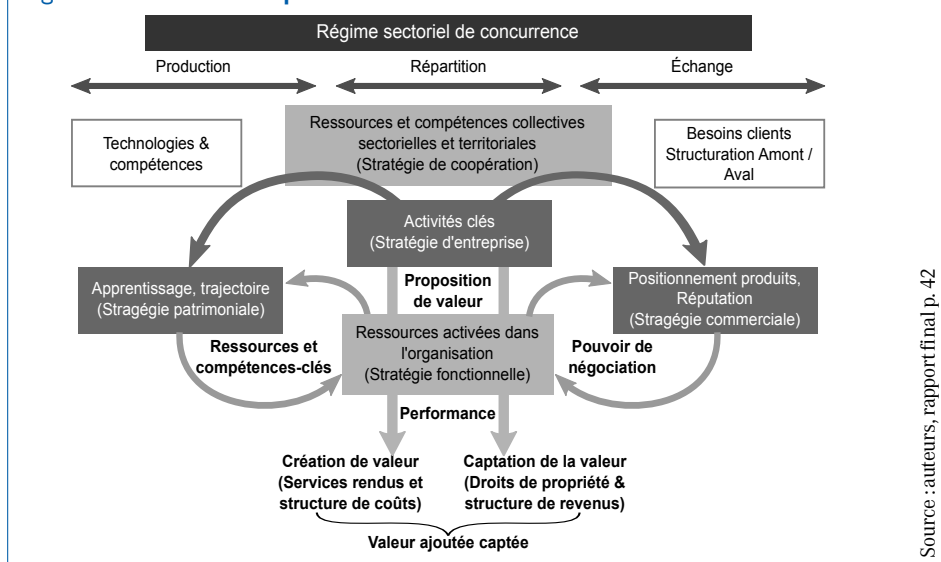 Régime sectoriel de concurrence
Production
Répartition
Échange
Technologies &
compétences
Ressources et compétences collectives
sectorielles et territoriales
(Stratégie de coopération)
Besoins clients
Structuration Amont /
Aval
Activités clés
(Stratégie d'entreprise)
Apprentissage, trajectoire
(Stragégie patrimoniale)
Proposition
de valeur
Positionnement produits,
Réputation
(Stragégie commerciale)
Ressources et
compétences-clés
Ressources activées dans
l'organisation
(Stratégie fonctionnelle)
Pouvoir de
négociation
Performance
Création de valeur
(Services rendus et
structure de coûts)
Captation de la valeur
(Droits de propriété &
structure de revenus)
Valeur ajoutée captée
Source : auteurs, rapport final p. 42